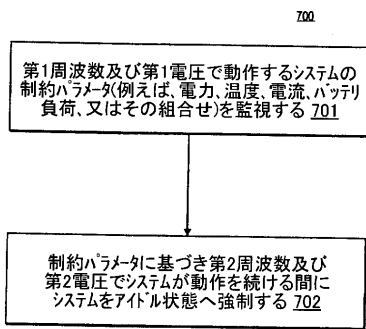 700
第1周波数及び第1電圧で動作するシステムの
制約パラメータ(例えば、電力、温度、電流、バッテリ
負荷、又はその組合せ)を監視する 701
制約パラメータに基づき第2周波数及び
第2電圧でシステムが動作を続ける間に
システムをアイドル状態へ強制する 702